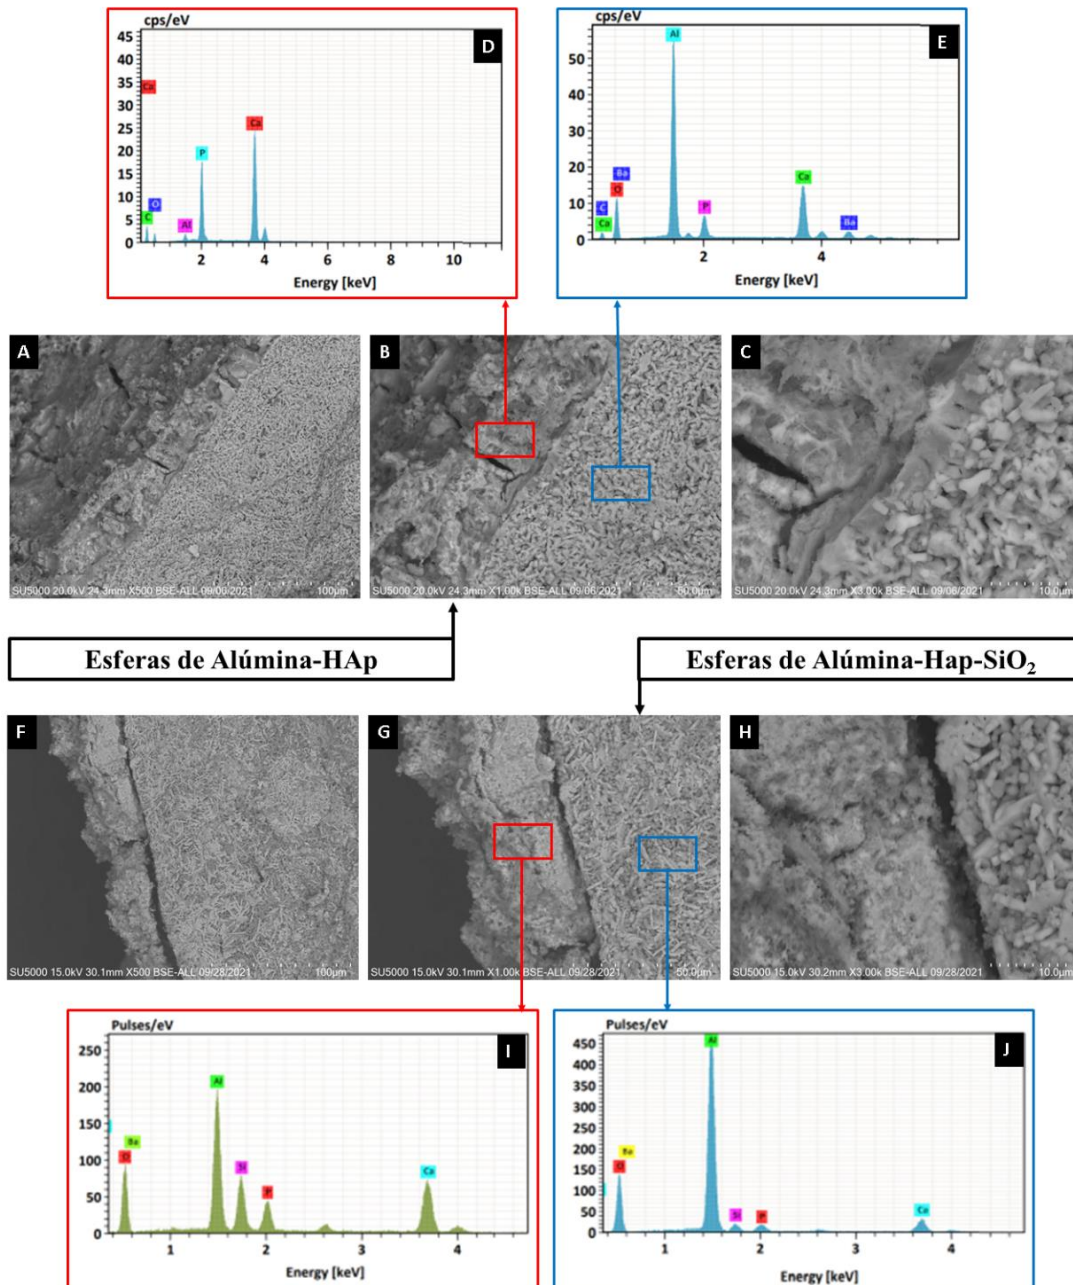 cps/eV
D
45
40
35
30
25
20
15
10
5
0
Ca
Ca
P
O
C
Al
2 4 6 8 10
Energy [keV]
cps/eV
E
50
40
30
20
10
0
Al
Ba
O
C
Ca
P
Ca
Ba
2 4
Energy [keV]
A
SU5000 20.0kV 24.3mm X500 BSE-ALL 09/06/2021 100µm
B
SU5000 20.0kV 24.3mm X1.00k BSE-ALL 09/06/2021 50.0µm
C
SU5000 20.0kV 24.3mm X3.00k BSE-ALL 09/06/2021 10.0µm
Esferas de Alúmina-HAp
Esferas de Alúmina-Hap-SiO₂
F
SU5000 15.0kV 30.1mm X500 BSE-ALL 09/28/2021 100µm
G
SU5000 15.0kV 30.1mm X1.00k BSE-ALL 09/28/2021 50.0µm
H
SU5000 15.0kV 30.2mm X3.00k BSE-ALL 09/28/2021 10.0µm
Pulses/eV
I
250
200
150
100
50
0
Al
Ba
O
Si
P
Ca
1 2 3 4
Energy [keV]
Pulses/eV
J
450
400
350
300
250
200
150
100
50
0
Al
Ba
O
Si
P
Ca
1 2 3 4
Energy [keV]